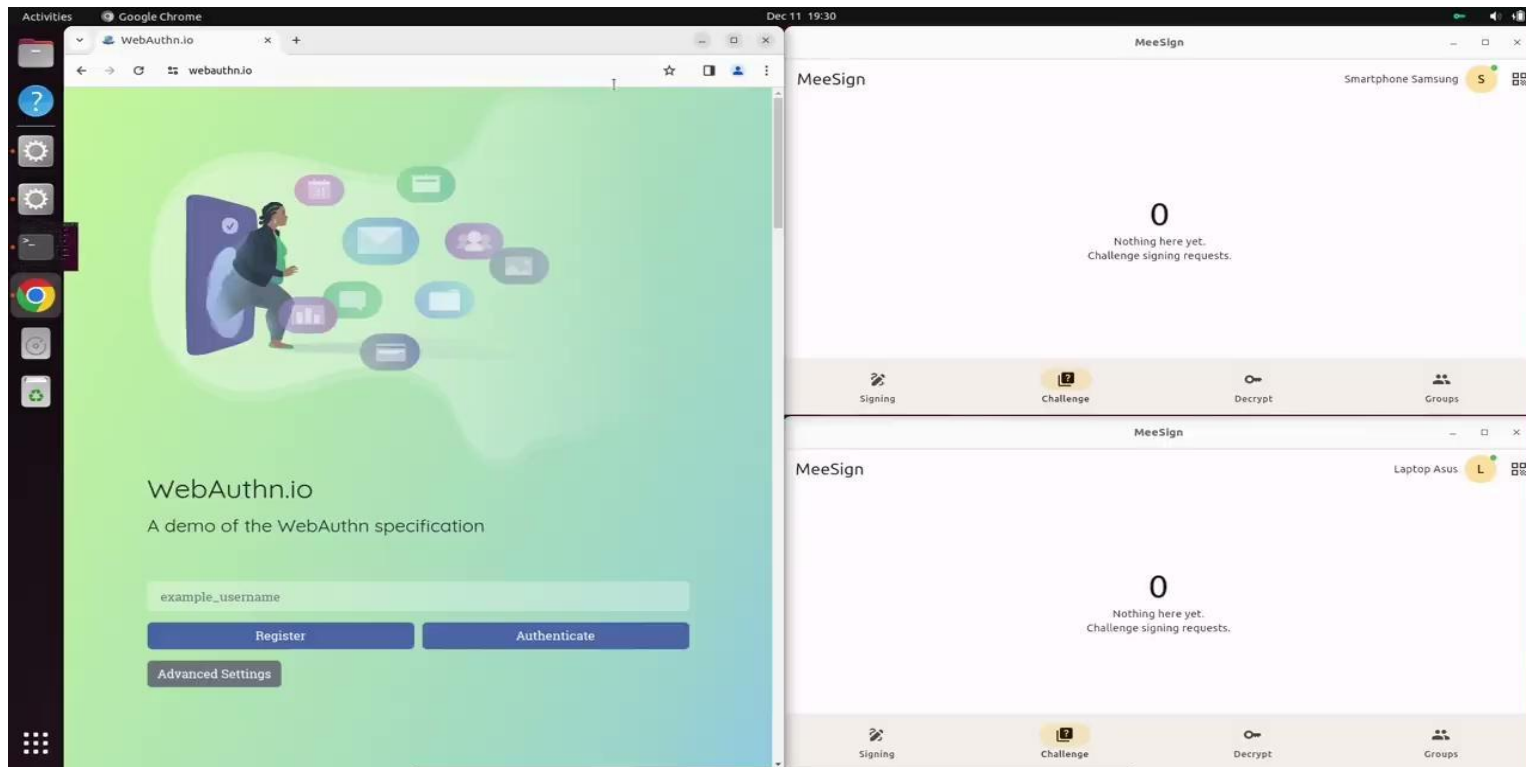 Activities
Google Chrome
Dec 11 19:30
WebAuthn.io
webauthn.io
WebAuthn.io
A demo of the WebAuthn specification
example_username
Register
Authenticate
Advanced Settings
MeeSign
MeeSign
Smartphone Samsung
S
0
Nothing here yet.
Challenge signing requests.
Signing
Challenge
Decrypt
Groups
MeeSign
MeeSign
Laptop Asus
L
0
Nothing here yet.
Challenge signing requests.
Signing
Challenge
Decrypt
Groups